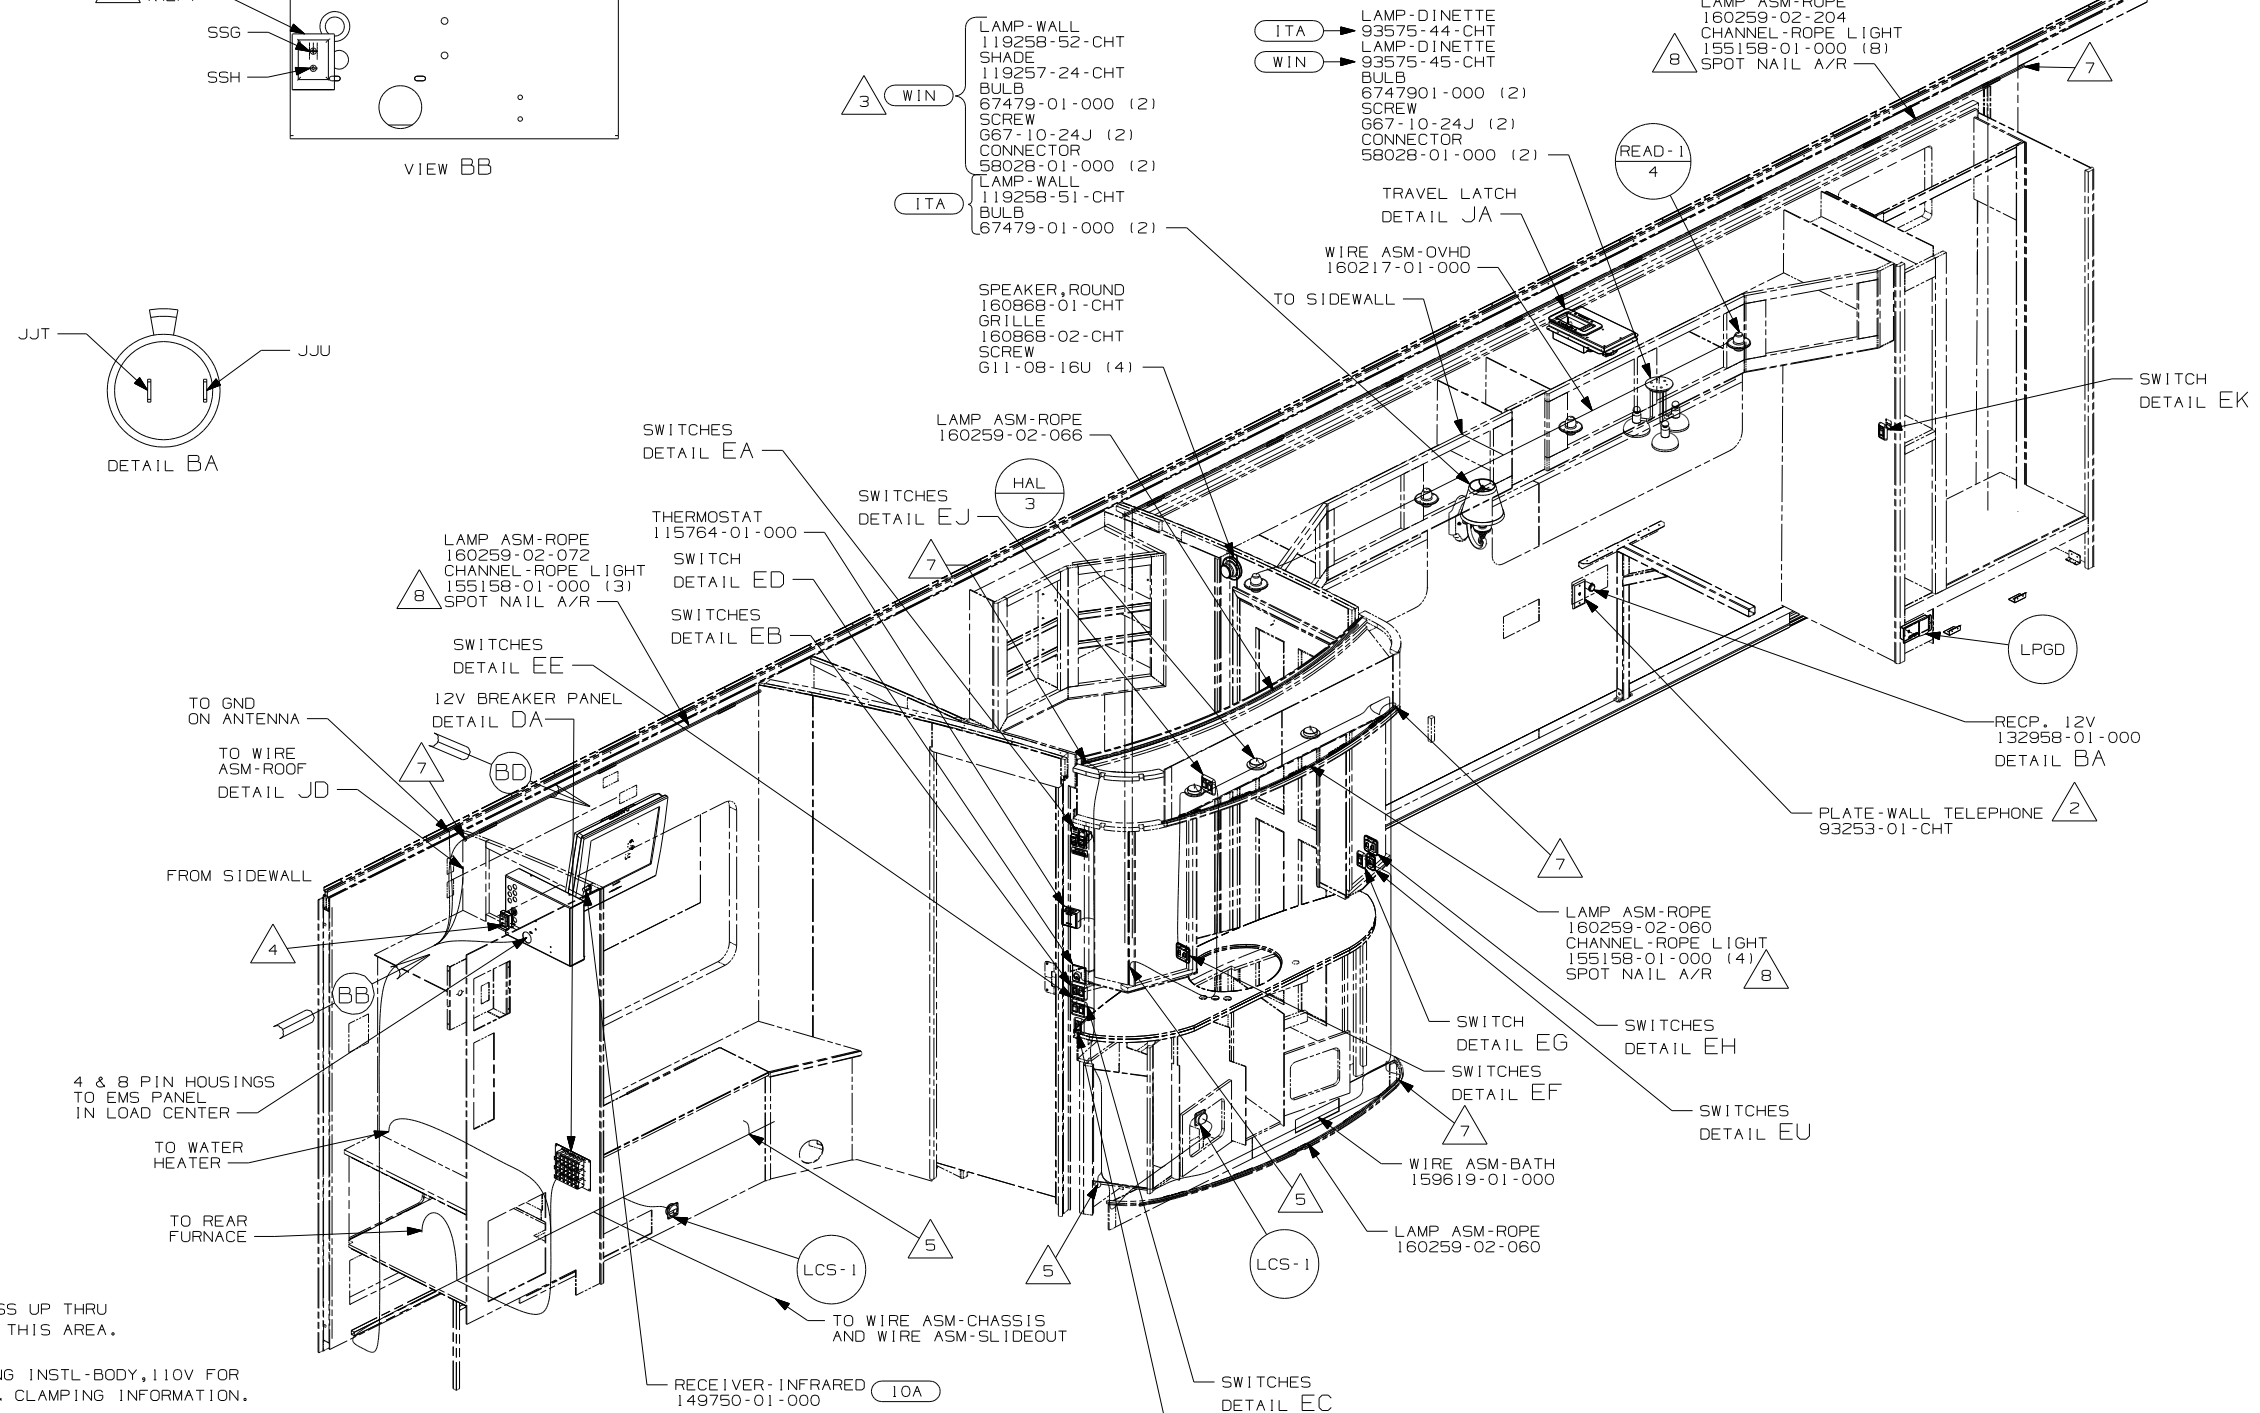 SSG
SSH
VIEW BB
JJT
JJU
DETAIL BA
3
WIN
LAMP-WALL
119258-52-CHT
SHADE
119257-24-CHT
BULB
67479-01-000 (2)
SCREW
G67-10-24J (2)
CONNECTOR
58028-01-000 (2)
ITA
LAMP-WALL
119258-51-CHT
BULB
67479-01-000 (2)
ITA
WIN
LAMP-DINETTE
93575-44-CHT
LAMP-DINETTE
93575-45-CHT
BULB
6747901-000 (2)
SCREW
G67-10-24J (2)
CONNECTOR
58028-01-000 (2)
LAMP ASM-ROPE
160259-02-204
CHANNEL-ROPE LIGHT
155158-01-000 (8)
SPOT NAIL A/R
8
7
READ-1
4
TRAVEL LATCH
DETAIL JA
WIRE ASM-OVHD
160217-01-000
TO SIDEWALL
SPEAKER,ROUND
160868-01-CHT
GRILLE
160868-02-CHT
SCREW
G11-08-16U (4)
SWITCH
DETAIL EK
LAMP ASM-ROPE
160259-02-066
SWITCHES
DETAIL EA
HAL
3
SWITCHES
DETAIL EJ
THERMOSTAT
115764-01-000
7
SWITCH
DETAIL ED
SWITCHES
DETAIL EB
LAMP ASM-ROPE
160259-02-072
CHANNEL-ROPE LIGHT
155158-01-000 (3)
SPOT NAIL A/R
8
SWITCHES
DETAIL EE
12V BREAKER PANEL
DETAIL DA
TO GND
ON ANTENNA
TO WIRE
ASM-ROOF
DETAIL JD
7
BD
FROM SIDEWALL
4
BB
LPGD
RECP. 12V
132958-01-000
DETAIL BA
PLATE-WALL TELEPHONE
93253-01-CHT
2
7
LAMP ASM-ROPE
160259-02-060
CHANNEL-ROPE LIGHT
155158-01-000 (4)
SPOT NAIL A/R
8
SWITCH
DETAIL EG
SWITCHES
DETAIL EH
SWITCHES
DETAIL EF
SWITCHES
DETAIL EU
7
WIRE ASM-BATH
159619-01-000
5
LAMP ASM-ROPE
160259-02-060
LCS-1
5
4 & 8 PIN HOUSINGS
TO EMS PANEL
IN LOAD CENTER
TO WATER
HEATER
TO REAR
FURNACE
5
LCS-1
TO WIRE ASM-CHASSIS
AND WIRE ASM-SLIDEOUT
RECEIVER-INFRARED
149750-01-000
10A
SWITCHES
DETAIL EC
SS UP THRU
THIS AREA.
NG INSTL-BODY,110V FOR
CLAMPING INFORMATION.